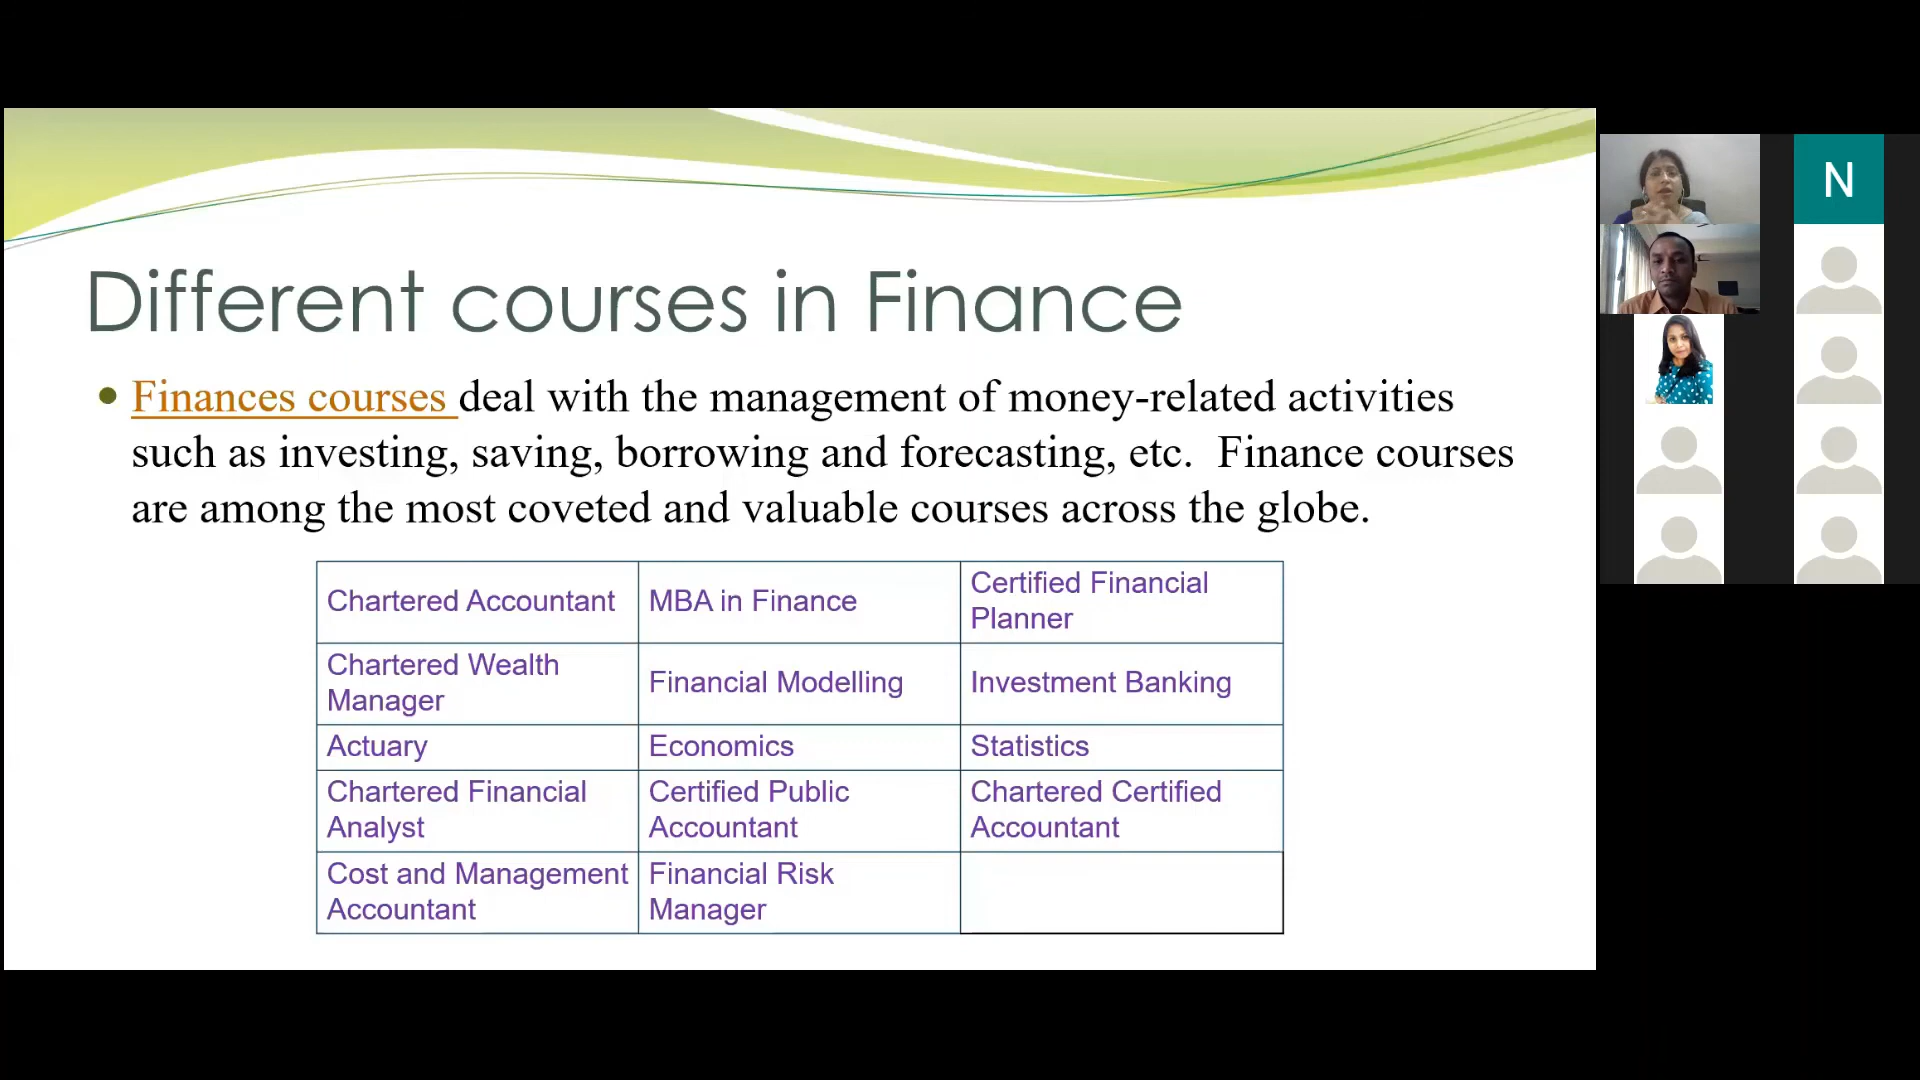 Different courses in Finance
Finances courses deal with the management of money-related activities
such as investing, saving, borrowing and forecasting, etc. Finance courses
are among the most coveted and valuable courses across the globe.
Chartered Accountant
MBA in Finance
Certified Financial
Planner
Chartered Wealth
Manager
Financial Modelling
Investment Banking
Actuary
Economics
Statistics
Chartered Financial
Analyst
Certified Public
Accountant
Chartered Certified
Accountant
Cost and Management
Accountant
Financial Risk
Manager
N